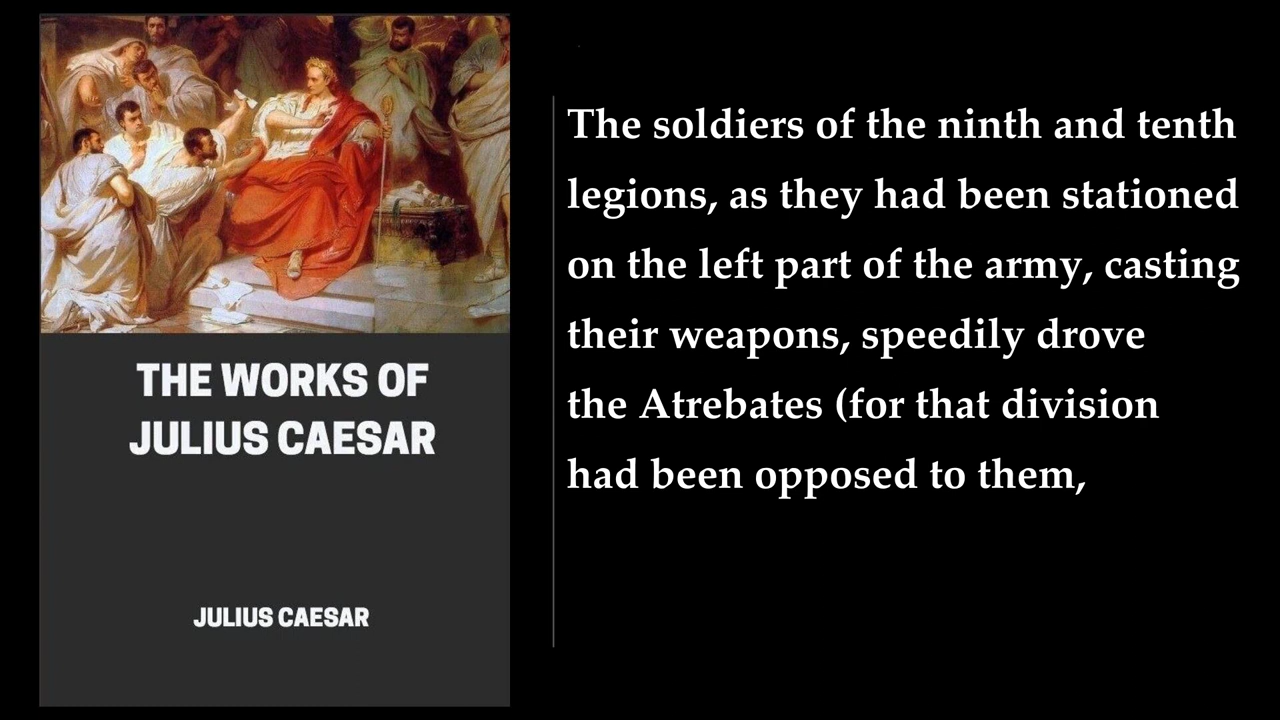 THE WORKS OF
JULIUS CAESAR
JULIUS CAESAR
The soldiers of the ninth and tenth
legions, as they had been stationed
on the left part of the army, casting
their weapons, speedily drove
the Atrebates (for that division
had been opposed to them,